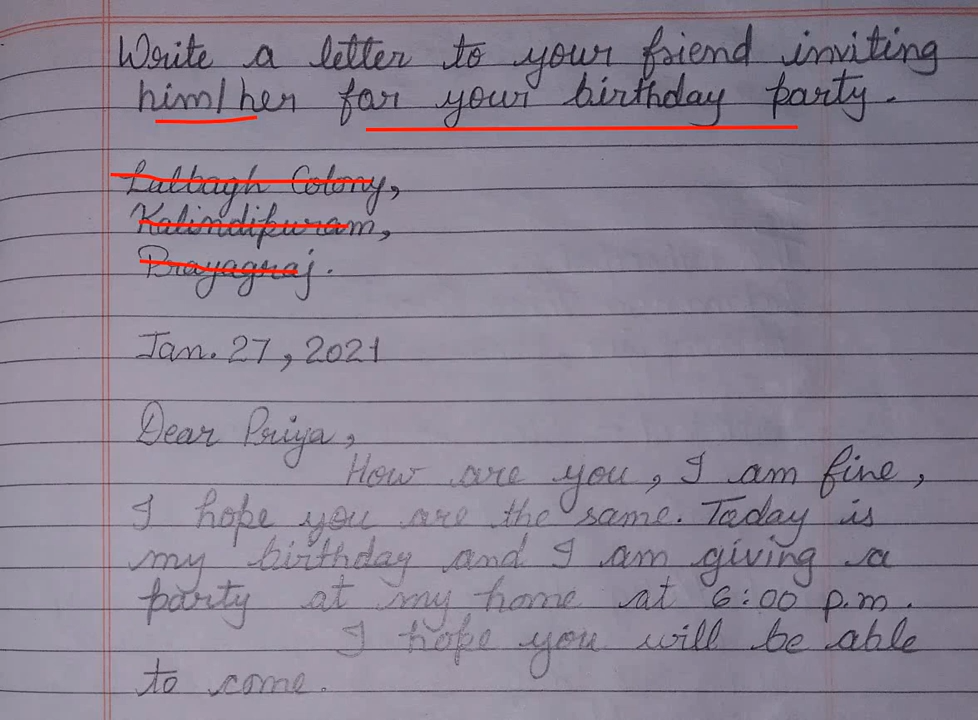 Write a letter to your friend inviting
him/her for your birthday party.
Lalbagh Colony,
Kalindipuram,
Prayagraj.
Jan. 27, 2021
Dear Priya,
How are you, I am fine,
I hope you are the same. Today is
my birthday and I am giving a
party at my home at 6:00 p.m.
I hope you will be able
to come.